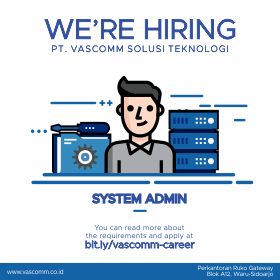 WE'RE HIRING
PT. VASCOMM SOLUSI TEKNOLOGI
SYSTEM ADMIN
You can read more about
the requirements and apply at
bit.ly/vascomm-career
www.vascomm.co.id
Perkantoran Ruko Gateway
Blok A12, Waru-Sidoarjo